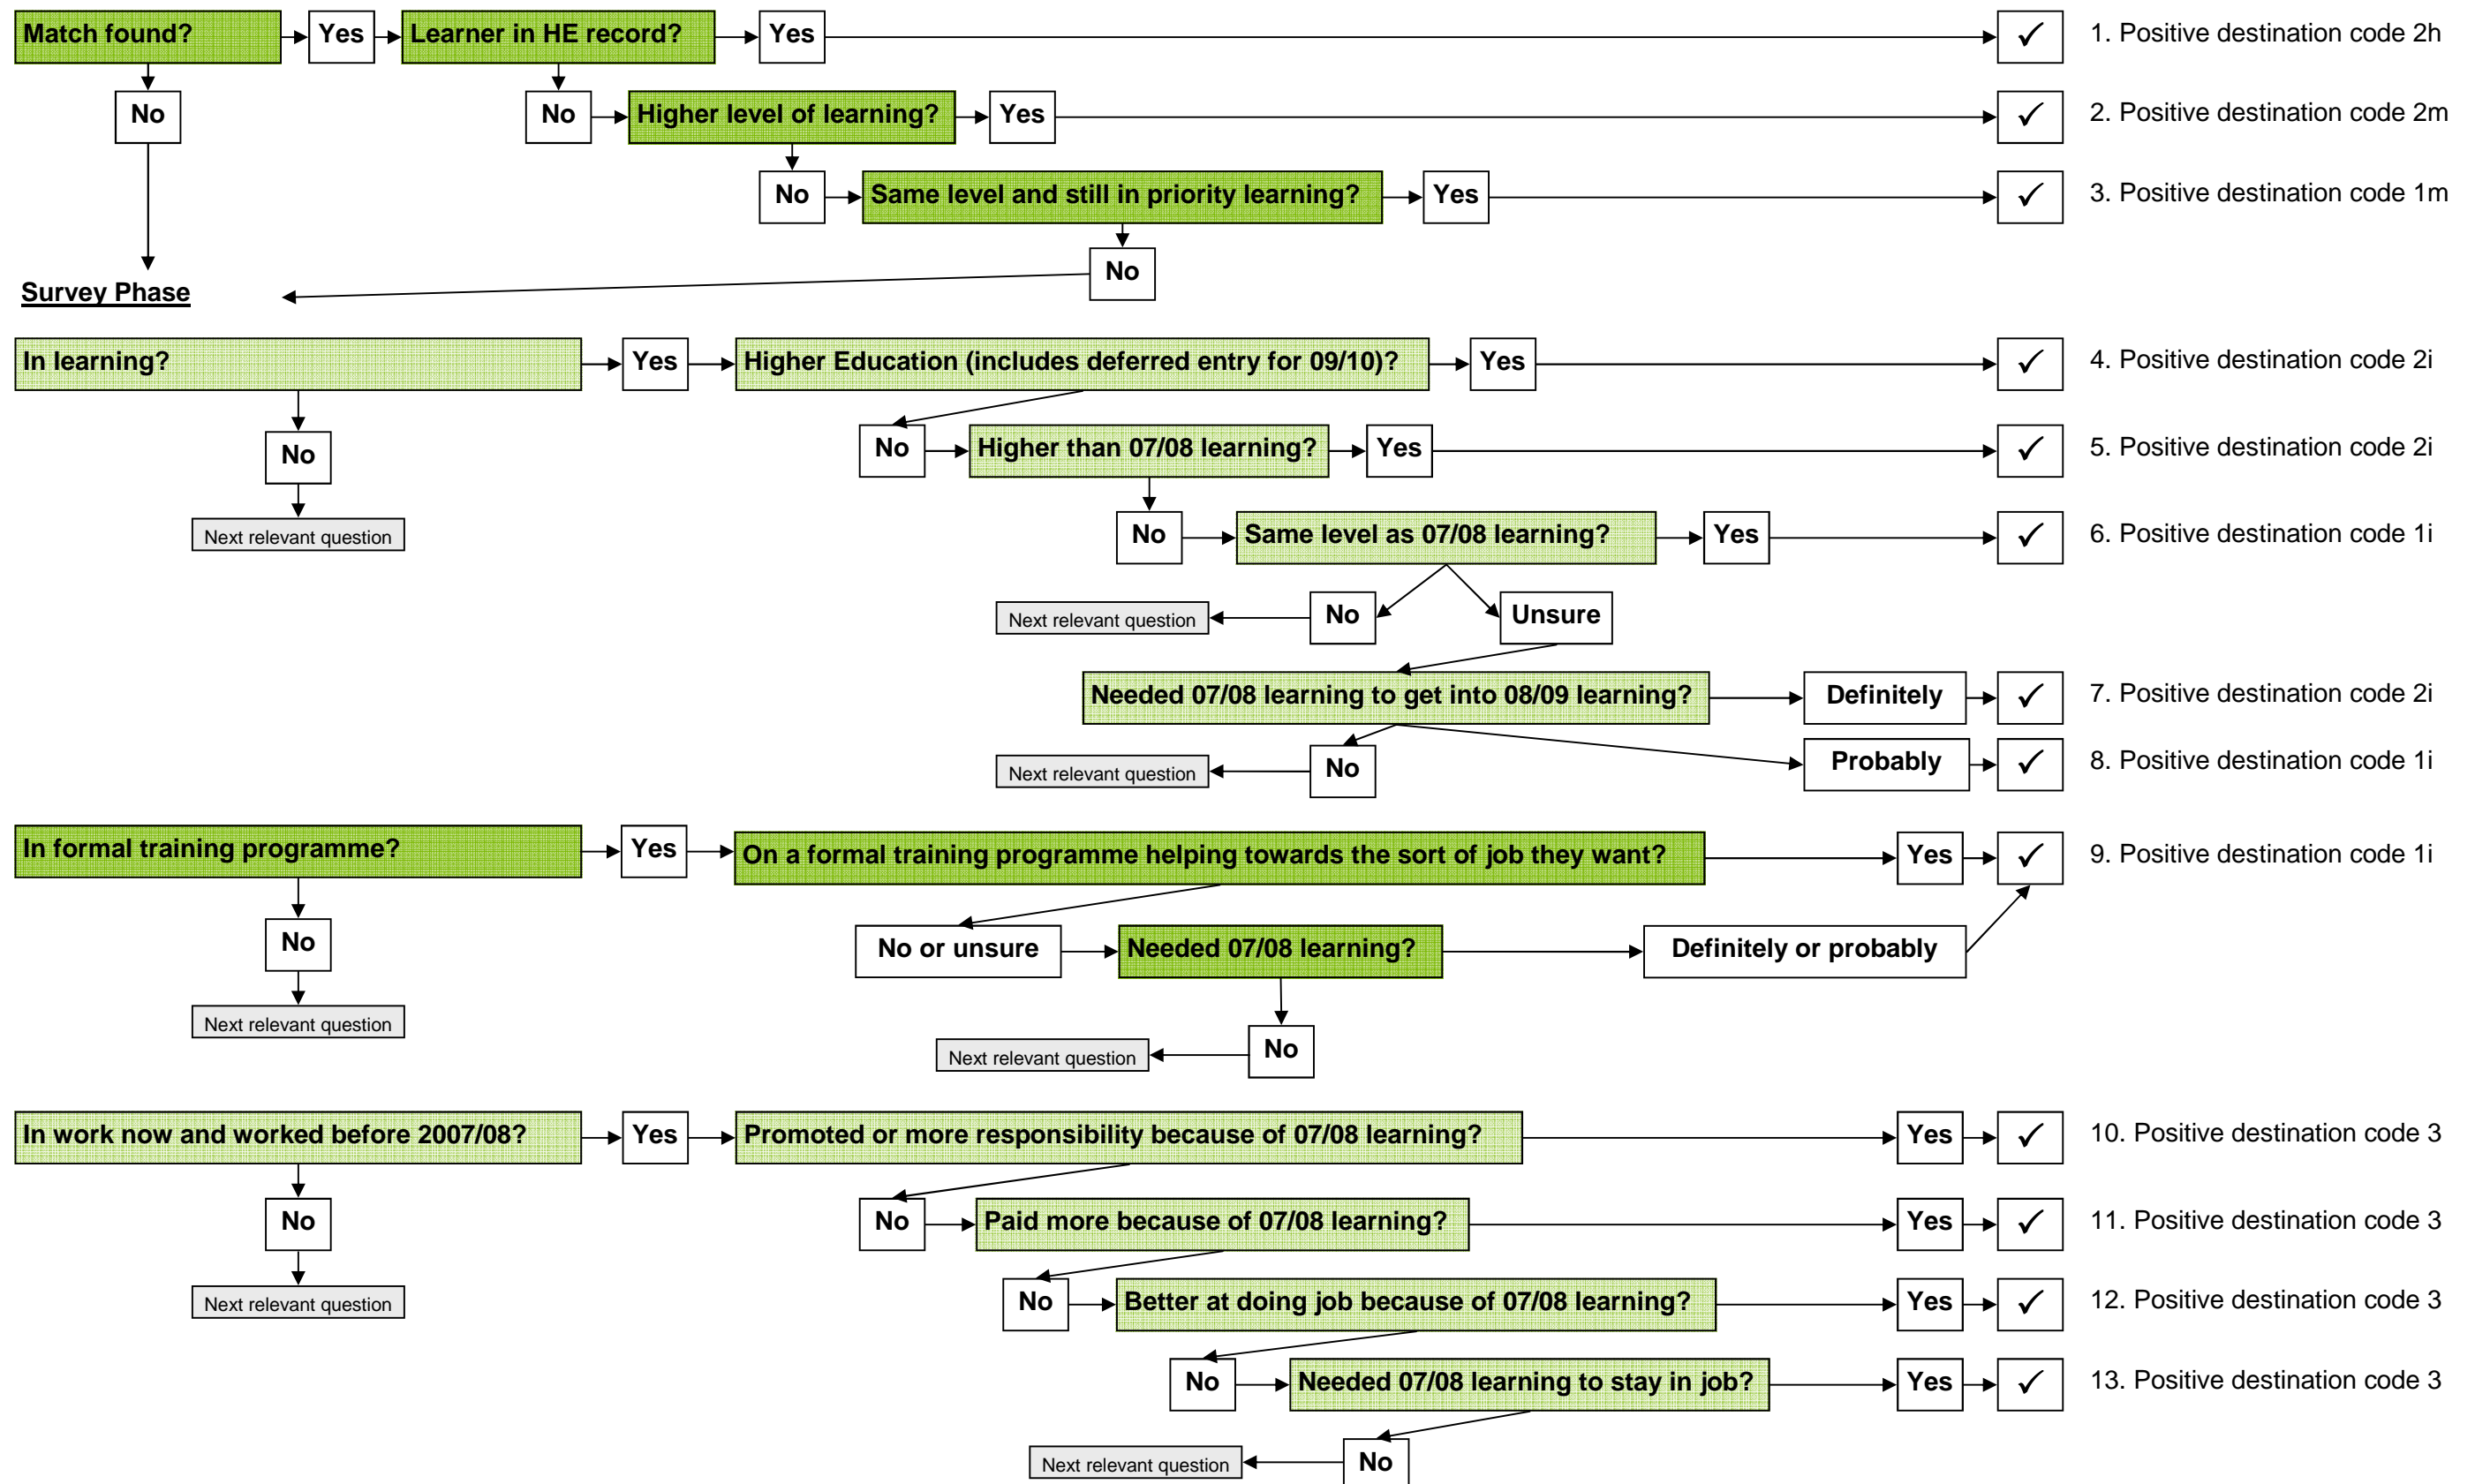 Match found?
Yes
Learner in HE record?
Yes
✓
1. Positive destination code 2h
No
No
Higher level of learning?
Yes
✓
2. Positive destination code 2m
No
Same level and still in priority learning?
Yes
✓
3. Positive destination code 1m
No
Survey Phase
In learning?
Yes
Higher Education (includes deferred entry for 09/10)?
Yes
✓
4. Positive destination code 2i
No
No
Higher than 07/08 learning?
Yes
✓
5. Positive destination code 2i
Next relevant question
No
Same level as 07/08 learning?
Yes
✓
6. Positive destination code 1i
Next relevant question
No
Unsure
Needed 07/08 learning to get into 08/09 learning?
Definitely
✓
7. Positive destination code 2i
Next relevant question
No
Probably
✓
8. Positive destination code 1i
In formal training programme?
Yes
On a formal training programme helping towards the sort of job they want?
Yes
✓
9. Positive destination code 1i
No
No or unsure
Needed 07/08 learning?
Definitely or probably
Next relevant question
Next relevant question
No
In work now and worked before 2007/08?
Yes
Promoted or more responsibility because of 07/08 learning?
Yes
✓
10. Positive destination code 3
No
No
Paid more because of 07/08 learning?
Yes
✓
11. Positive destination code 3
Next relevant question
No
Better at doing job because of 07/08 learning?
Yes
✓
12. Positive destination code 3
No
Needed 07/08 learning to stay in job?
Yes
✓
13. Positive destination code 3
Next relevant question
No